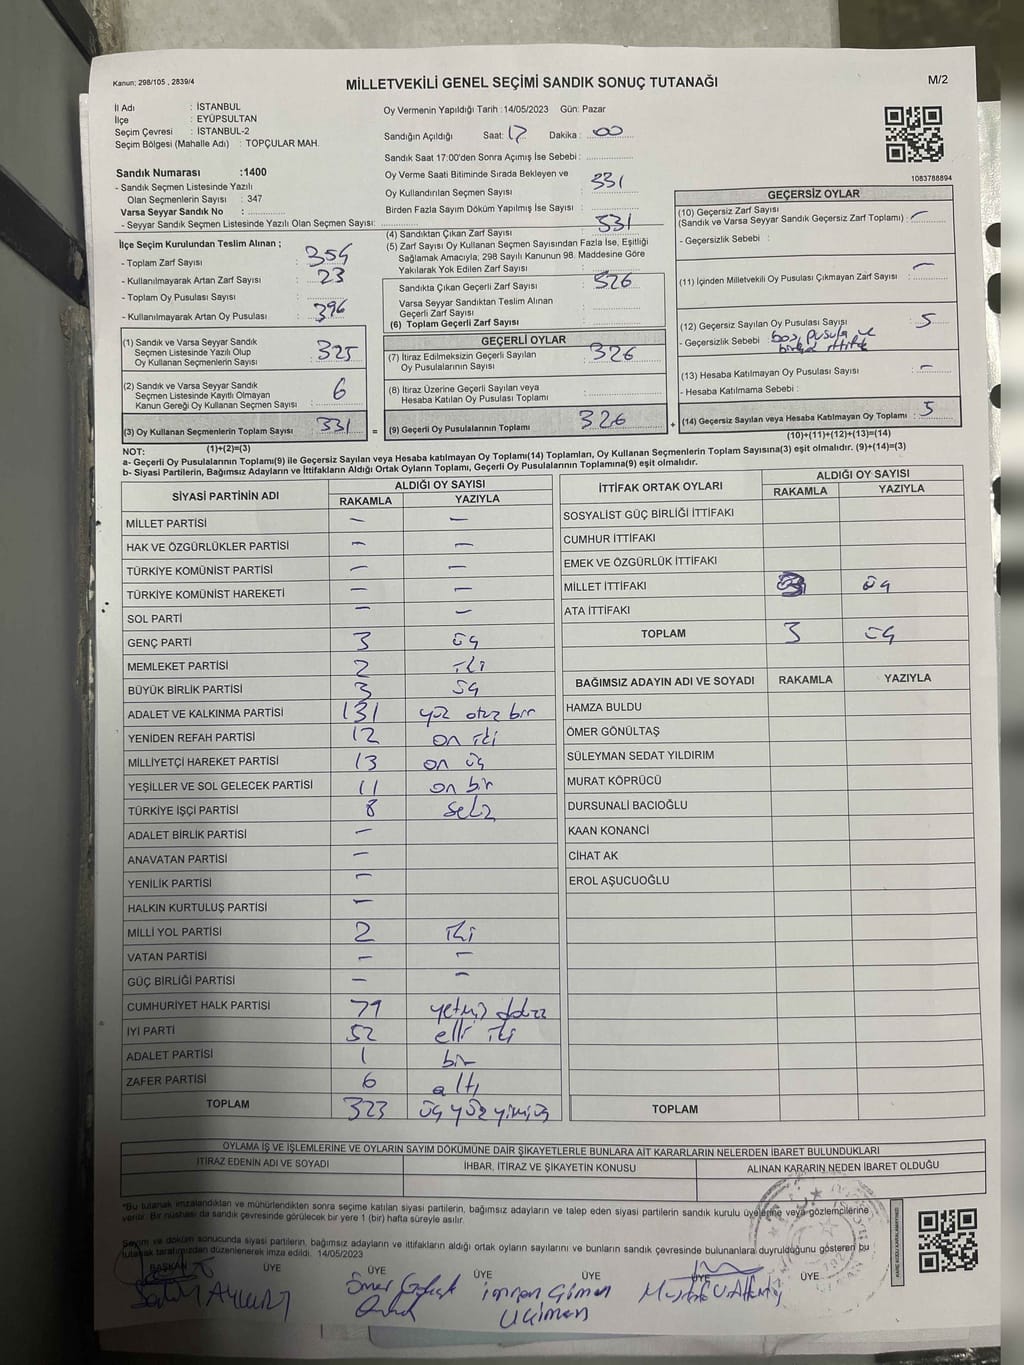 Kanun: 298/105 , 2839/4
MİLLETVEKİLİ GENEL SEÇİMİ SANDIK SONUÇ TUTANAĞI
M/2
İl Adı : İSTANBUL
İlçe : EYÜPSULTAN
Seçim Çevresi : İSTANBUL-2
Seçim Bölgesi (Mahalle Adı) : TOPÇULAR MAH.
Sandık Numarası :1400
- Sandık Seçmen Listesinde Yazılı
Olan Seçmenlerin Sayısı : 347
Varsa Seyyar Sandık No :
- Seyyar Sandık Seçmen Listesinde Yazılı Olan Seçmen Sayısı:
Oy Vermenin Yapıldığı Tarih :14/05/2023 Gün: Pazar
Sandığın Açıldığı Saat: 17 Dakika : 00
Sandık Saat 17:00'den Sonra Açımış İse Sebebi :
Oy Verme Saati Bitiminde Sırada Bekleyen ve
Oy Kullandırılan Seçmen Sayısı : 331
Birden Fazla Sayım Döküm Yapılmış İse Sayısı :
1083788894
İlçe Seçim Kurulundan Teslim Alınan ;
- Toplam Zarf Sayısı : 354
- Kullanılmayarak Artan Zarf Sayısı : 23
- Toplam Oy Pusulası Sayısı :
- Kullanılmayarak Artan Oy Pusulası : 396
(1) Sandık ve Varsa Seyyar Sandık
Seçmen Listesinde Yazılı Olup
Oy Kullanan Seçmenlerin Sayısı : 325
(2) Sandık ve Varsa Seyyar Sandık
Seçmen Listesinde Kayıtlı Olmayan
Kanun Gereği Oy Kullanan Seçmen Sayısı : 6
(3) Oy Kullanan Seçmenlerin Toplam Sayısı : 331
(4) Sandıktan Çıkan Zarf Sayısı : 331
(5) Zarf Sayısı Oy Kullanan Seçmen Sayısından Fazla İse, Eşitliği
Sağlamak Amacıyla; 298 Sayılı Kanunun 98. Maddesine Göre
Yakılarak Yok Edilen Zarf Sayısı :
Sandıkta Çıkan Geçerli Zarf Sayısı : 326
Varsa Seyyar Sandıktan Teslim Alınan
Geçerli Zarf Sayısı :
(6) Toplam Geçerli Zarf Sayısı :
GEÇERLİ OYLAR
(7) İtiraz Edilmeksizin Geçerli Sayılan
Oy Pusulalarının Sayısı : 326
(8) İtiraz Üzerine Geçerli Sayılan veya
Hesaba Katılan Oy Pusulası Toplamı :
= (9) Geçerli Oy Pusulalarının Toplamı : 326
GEÇERSİZ OYLAR
(10) Geçersiz Zarf Sayısı
(Sandık ve Varsa Seyyar Sandık Geçersiz Zarf Toplamı) : -
- Geçersizlik Sebebi :
(11) İçinden Milletvekili Oy Pusulası Çıkmayan Zarf Sayısı : -
(12) Geçersiz Sayılan Oy Pusulası Sayısı : 5
- Geçersizlik Sebebi : boş pusula ve
ittifak
(13) Hesaba Katılmayan Oy Pusulası Sayısı : -
- Hesaba Katılmama Sebebi :
+ (14) Geçersiz Sayılan veya Hesaba Katılmayan Oy Toplamı : 5
NOT: (1)+(2)=(3)
(10)+(11)+(12)+(13)=(14)
a- Geçerli Oy Pusulalarının Toplamı(9) ile Geçersiz Sayılan veya Hesaba katılmayan Oy Toplamı(14) Toplamları, Oy Kullanan Seçmenlerin Toplam Sayısına(3) eşit olmalıdır. (9)+(14)=(3)
b- Siyasi Partilerin, Bağımsız Adayların ve İttifakların Aldığı Ortak Oyların Toplamı, Geçerli Oy Pusulalarının Toplamına(9) eşit olmalıdır.
SİYASİ PARTİNİN ADI ALDIĞI OY SAYISI
RAKAMLA YAZIYLA
MİLLET PARTİSİ - -
HAK VE ÖZGÜRLÜKLER PARTİSİ - -
TÜRKİYE KOMÜNİST PARTİSİ - -
TÜRKİYE KOMÜNİST HAREKETİ - -
SOL PARTİ - -
GENÇ PARTİ 3 üç
MEMLEKET PARTİSİ 2 iki
BÜYÜK BİRLİK PARTİSİ 3 üç
ADALET VE KALKINMA PARTİSİ 131 yüz otuz bir
YENİDEN REFAH PARTİSİ 12 on iki
MİLLİYETÇİ HAREKET PARTİSİ 13 on üç
YEŞİLLER VE SOL GELECEK PARTİSİ 11 on bir
TÜRKİYE İŞÇİ PARTİSİ 8 sekiz
ADALET BİRLİK PARTİSİ -
ANAVATAN PARTİSİ -
YENİLİK PARTİSİ -
HALKIN KURTULUŞ PARTİSİ -
MİLLİ YOL PARTİSİ 2 iki
VATAN PARTİSİ - -
GÜÇ BİRLİĞİ PARTİSİ - -
CUMHURİYET HALK PARTİSİ 79 yetmiş dokuz
İYİ PARTİ 52 elli iki
ADALET PARTİSİ 1 bir
ZAFER PARTİSİ 6 altı
TOPLAM 323 üç yüz yirmi üç
İTTİFAK ORTAK OYLARI ALDIĞI OY SAYISI
RAKAMLA YAZIYLA
SOSYALİST GÜÇ BİRLİĞİ İTTİFAKI
CUMHUR İTTİFAKI
EMEK VE ÖZGÜRLÜK İTTİFAKI
MİLLET İTTİFAKI üç
ATA İTTİFAKI
TOPLAM 3 üç
BAĞIMSIZ ADAYIN ADI VE SOYADI RAKAMLA YAZIYLA
HAMZA BULDU
ÖMER GÖNÜLTAŞ
SÜLEYMAN SEDAT YILDIRIM
MURAT KÖPRÜCÜ
DURSUNALİ BACIOĞLU
KAAN KONANCİ
CİHAT AK
EROL AŞUCUOĞLU
TOPLAM
OYLAMA İŞ VE İŞLEMLERİNE VE OYLARIN SAYIM DÖKÜMÜNE DAİR ŞİKAYETLERLE BUNLARA AİT KARARLARIN NELERDEN İBARET BULUNDUKLARI
İTİRAZ EDENİN ADI VE SOYADI İHBAR, İTİRAZ VE ŞİKAYETİN KONUSU ALINAN KARARIN NEDEN İBARET OLDUĞU
*Bu tutanak imzalandıktan ve mühürlendikten sonra seçime katılan siyasi partilerin, bağımsız adayların ve talep eden siyasi partilerin sandık kurulu üyelerine veya gözlemcilerine
verilir. Bir nüshası da sandık çevresinde görülecek bir yere 1 (bir) hafta süreyle asılır.
Sayım ve döküm sonucunda siyasi partilerin, bağımsız adayların ve ittifakların aldığı ortak oyların sayılarını ve bunların sandık çevresinde bulunanlara duyrulduğunu gösteren bu
tutanak tarafımızdan düzenlenerek imza edildi. 14/05/2023
BAŞKAN ÜYE ÜYE ÜYE ÜYE ÜYE ÜYE